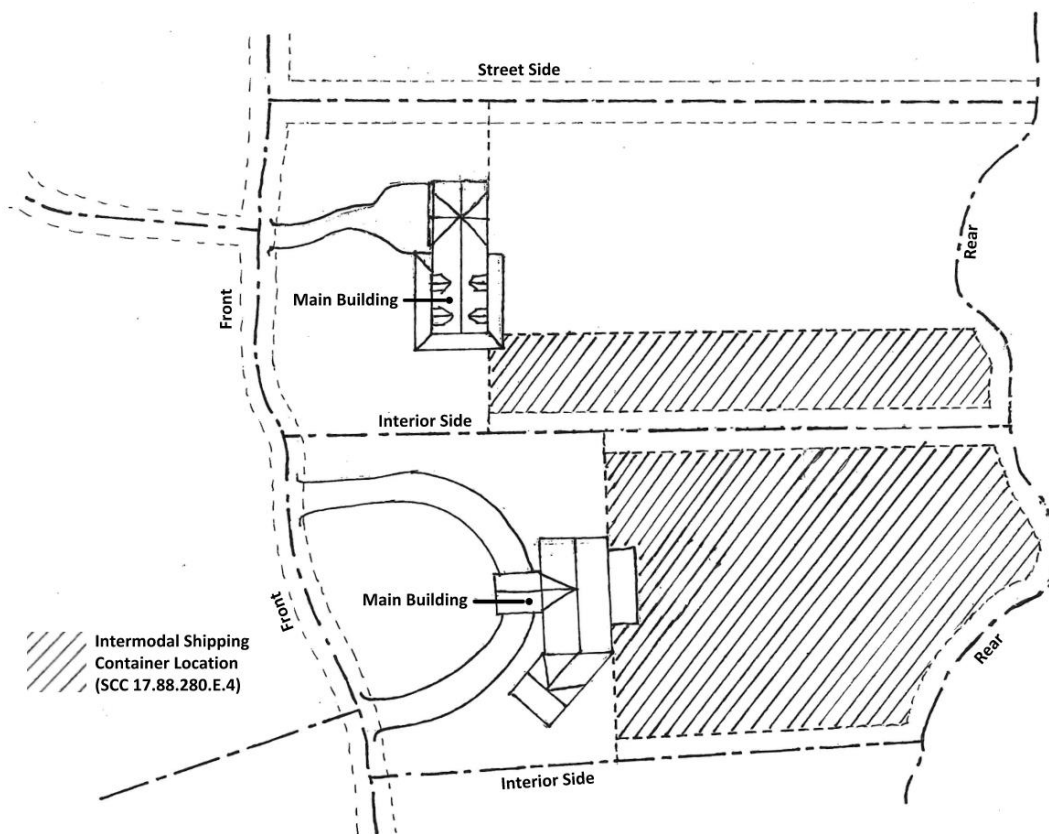 Street Side
Rear
Front
Main Building
Interior Side
Main Building
Front
Intermodal Shipping
Container Location
(SCC 17.88.280.E.4)
Rear
Interior Side